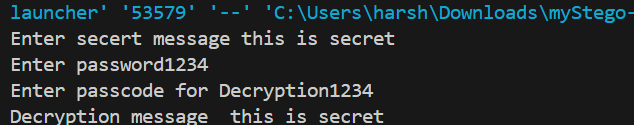 launcher' '53579' '--' 'C:\Users\harsh\Downloads\myStego-
Enter secert message this is secret
Enter password1234
Enter passcode for Decryption1234
Decryption message  this is secret